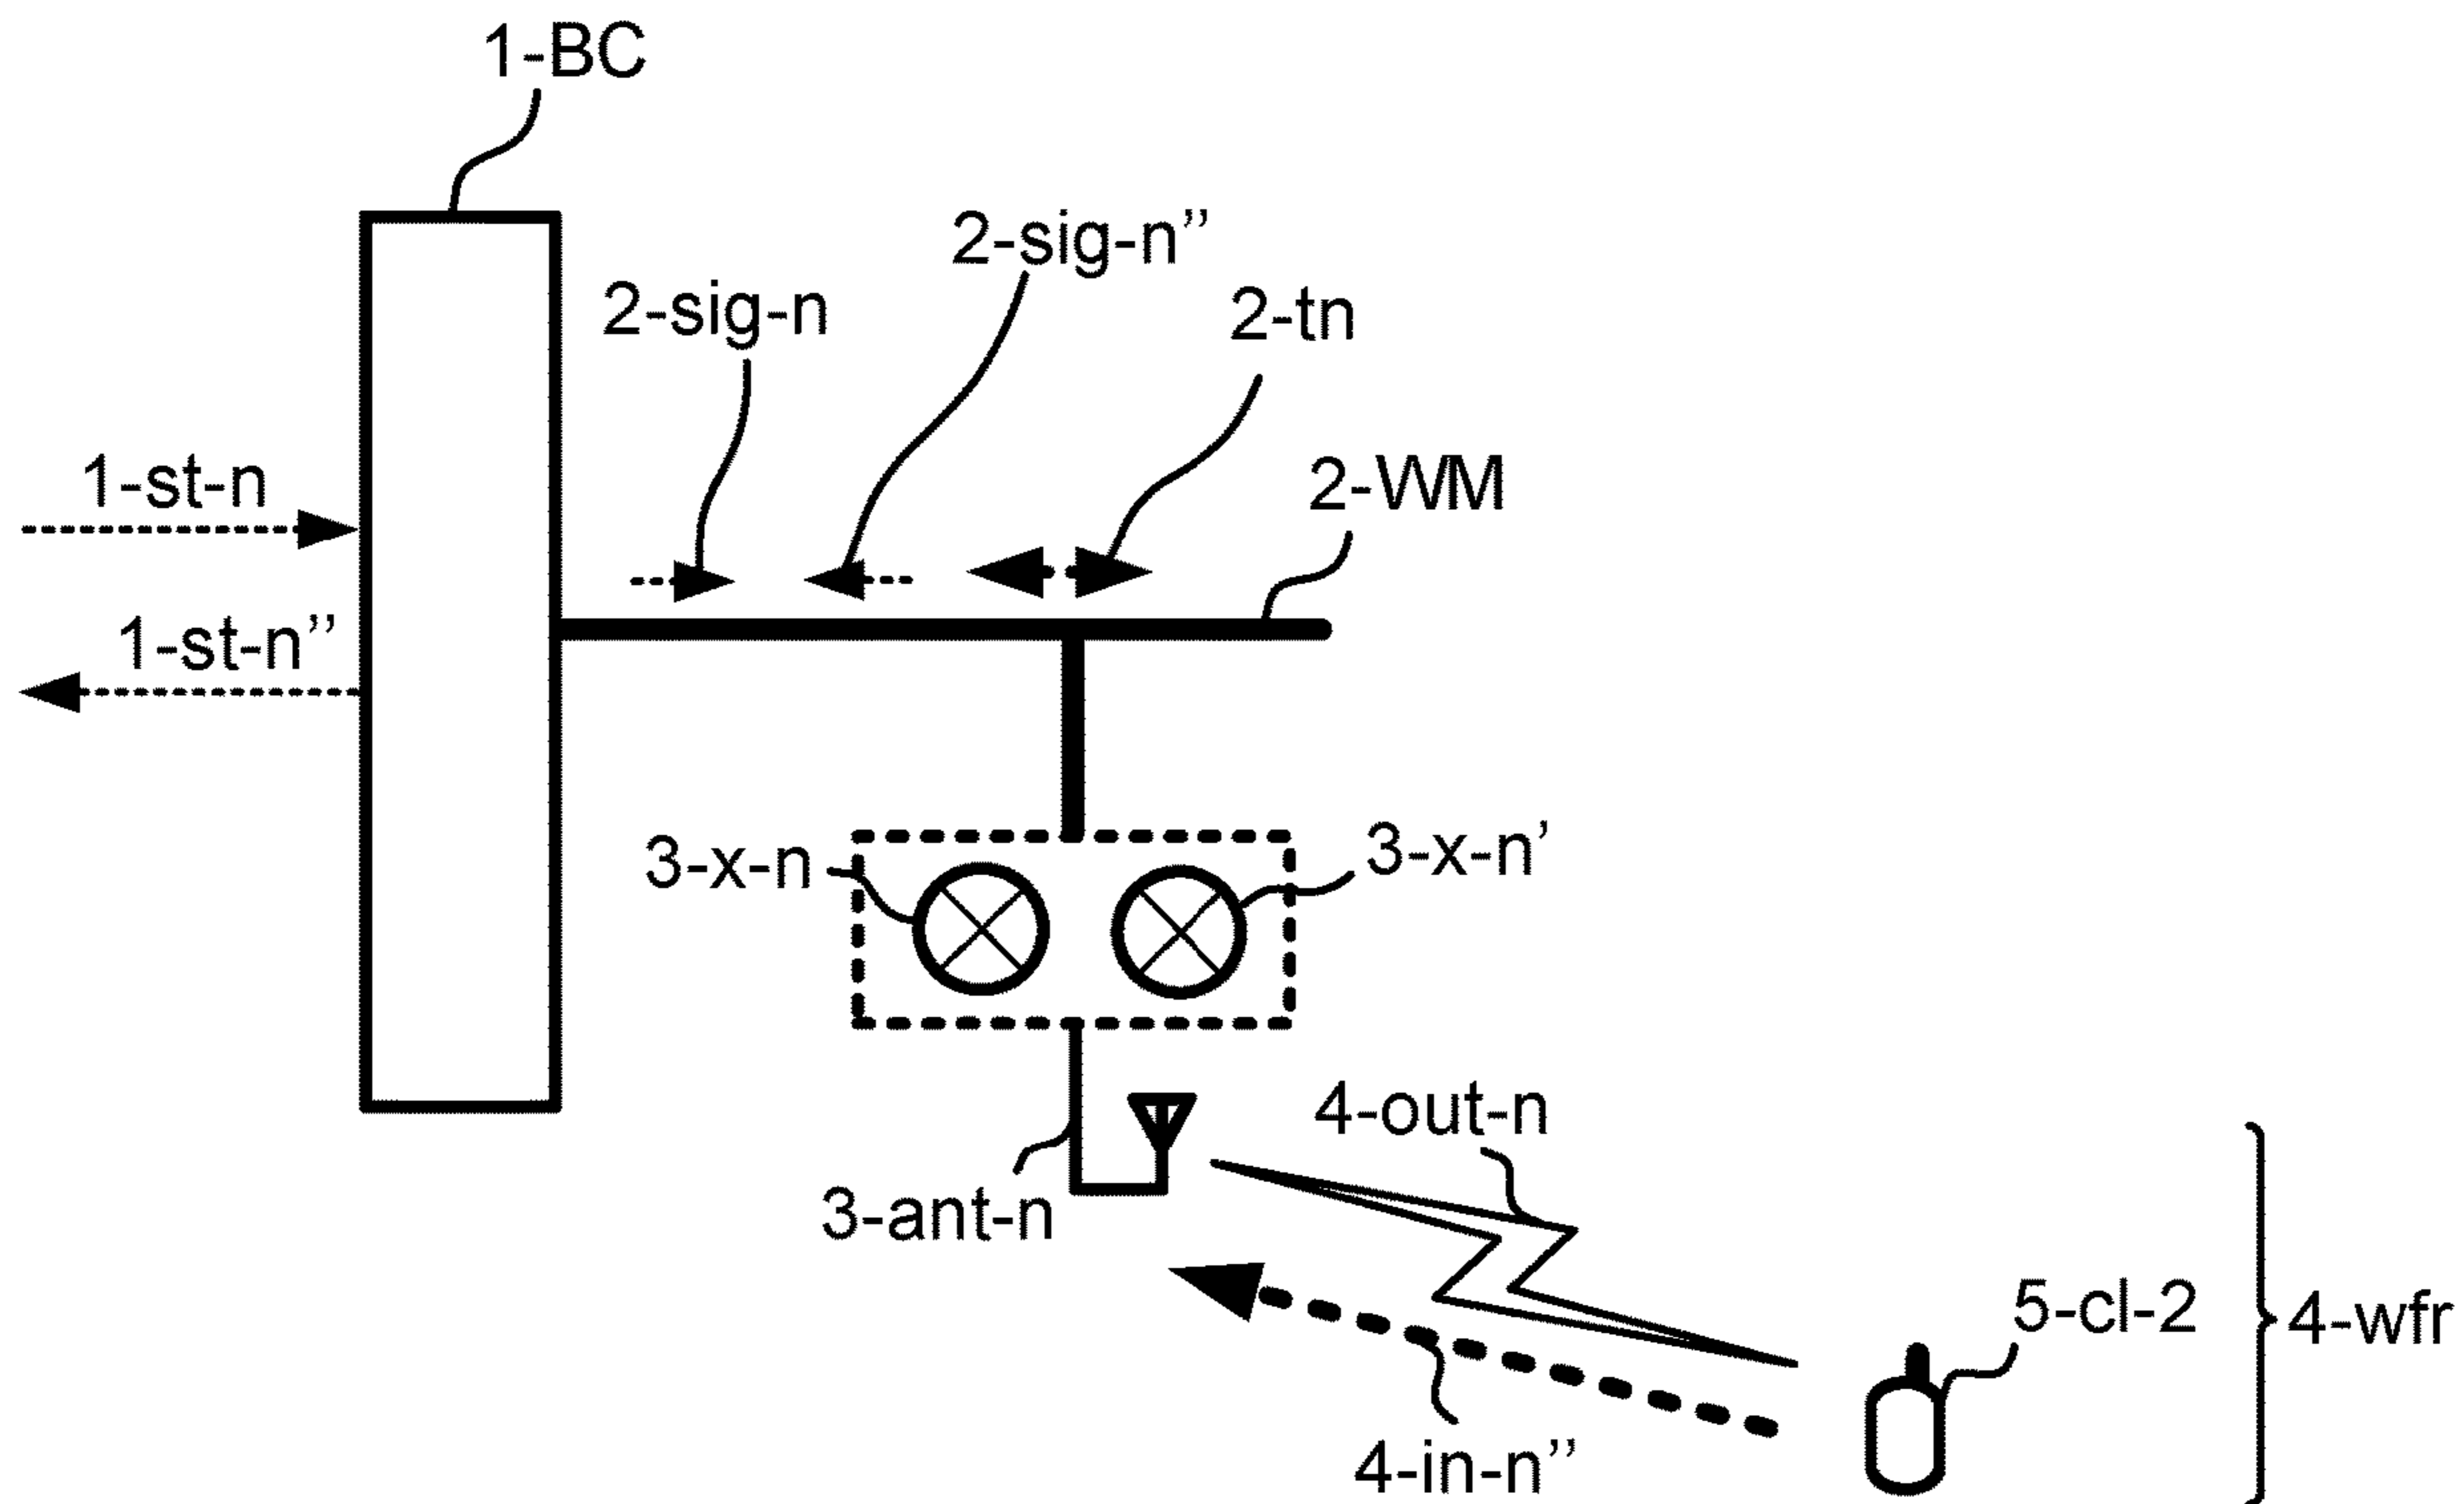 1-BC
2-sig-n’’
2-sig-n
2-tn
1-st-n
2-WM
1-st-n’’
3-x-n
3-x-n’
4-out-n
3-ant-n
5-cl-2
4-wfr
4-in-n’’